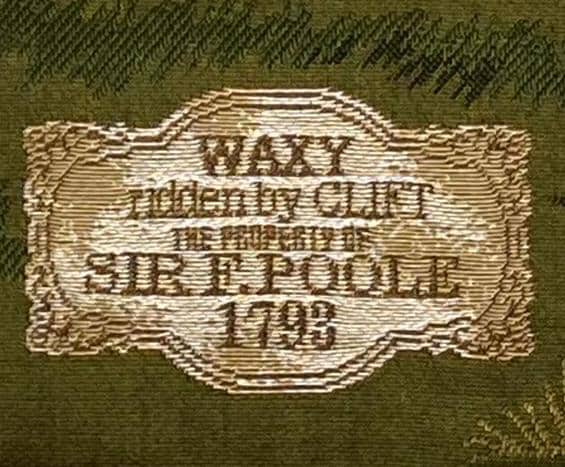 WAXY
ridden by CLIFT
THE PROPERTY OF
SIR F. POOLE
1793